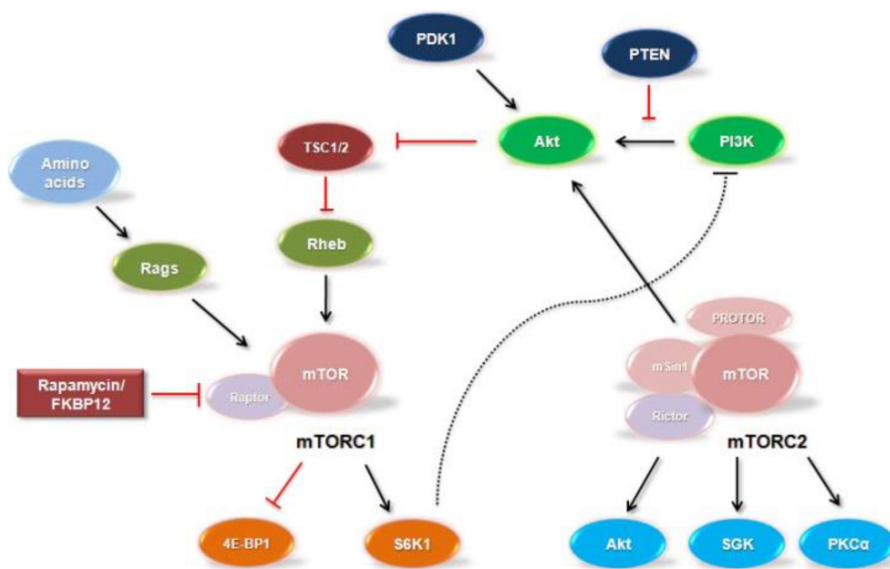 PDK1
PTEN
TSC1/2
Akt
PI3K
Amino
acids
Rheb
Rags
PROTOR
mTOR
mSin1
mTOR
Rapamycin/
FKBP12
Raptor
Rictor
mTORC1
mTORC2
4E-BP1
S6K1
Akt
SGK
PKCα